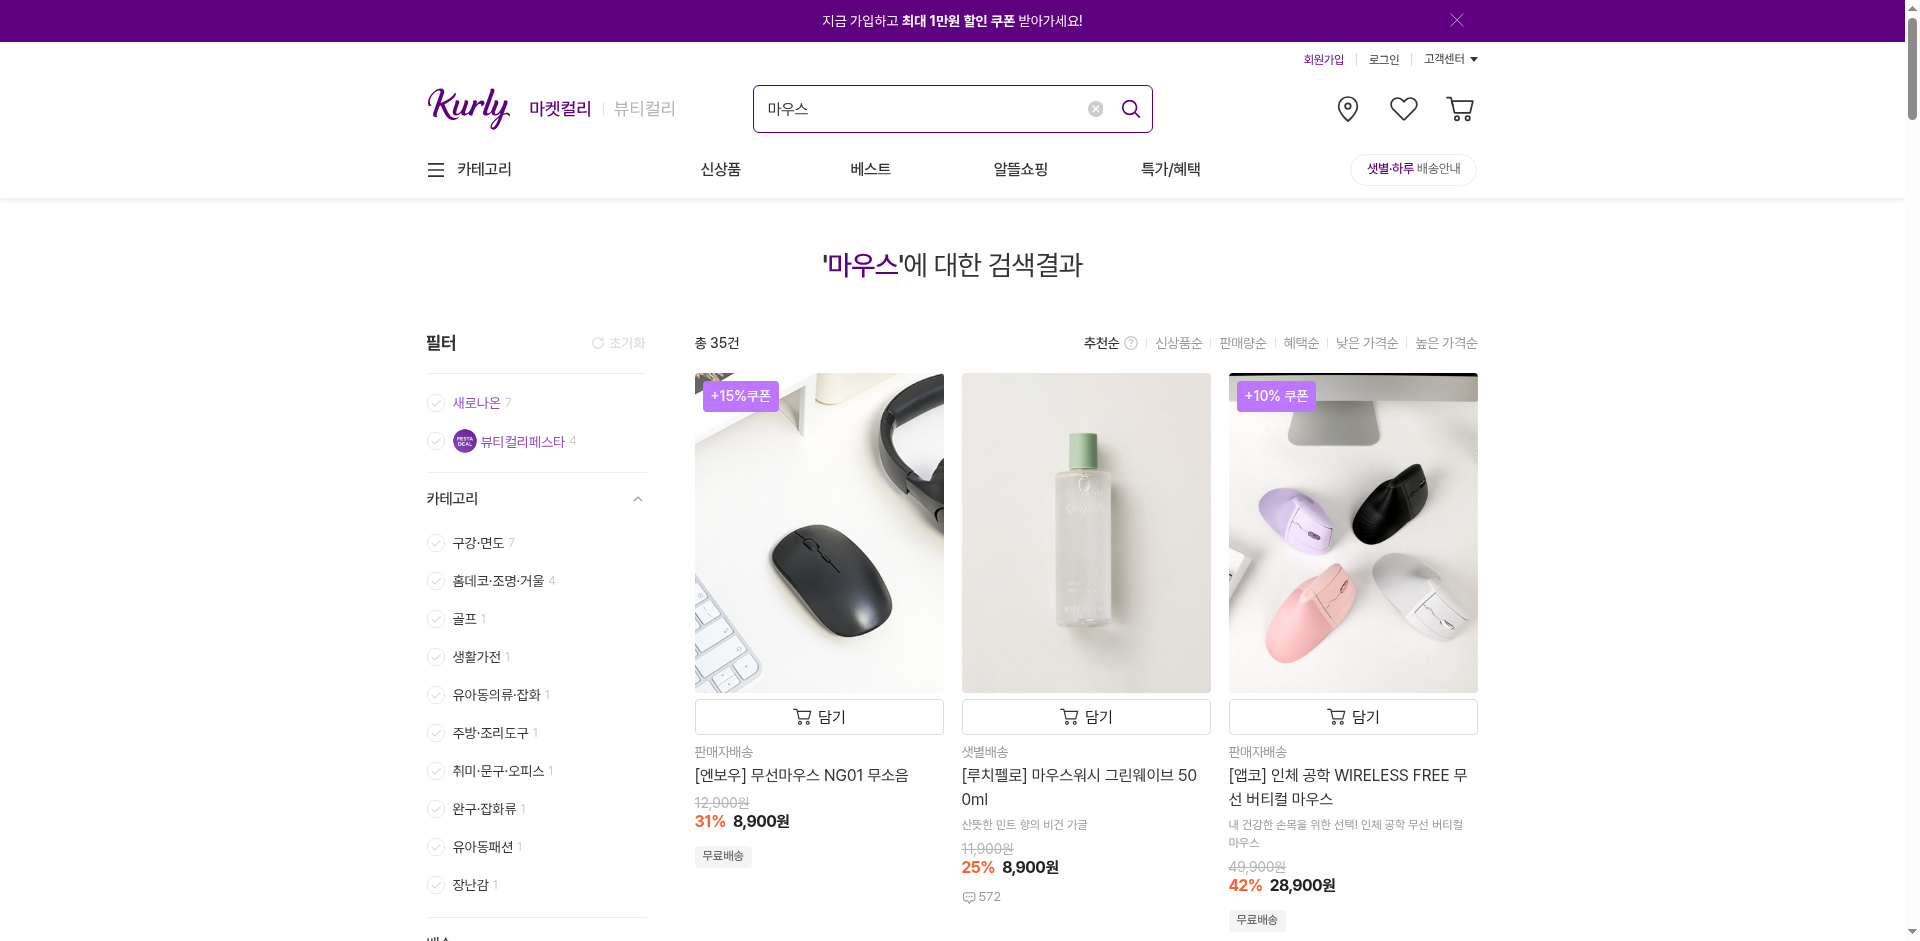 지금 가입하고 최대 1만원 할인 쿠폰 받아가세요!
회원가입
로그인
고객센터
Kurly
마켓컬리
뷰티컬리
마우스
카테고리
신상품
베스트
알뜰쇼핑
특가/혜택
샛별·하루 배송안내
'마우스'에 대한 검색결과
필터
초기화
새로나온 7
FESTA
DEAL
뷰티컬리페스타 4
카테고리
구강·면도 7
홈데코·조명·거울 4
골프 1
생활가전 1
유아동의류·잡화 1
주방·조리도구 1
취미·문구·오피스 1
완구·잡화류 1
유아동패션 1
장난감 1
총 35건
추천순
신상품순
판매량순
혜택순
낮은 가격순
높은 가격순
+15%쿠폰
담기
판매자배송
[엔보우] 무선마우스 NG01 무소음
12,900원
31% 8,900원
무료배송
담기
샛별배송
[루치펠로] 마우스워시 그린웨이브 50
0ml
산뜻한 민트 향의 비건 가글
11,900원
25% 8,900원
572
+10% 쿠폰
담기
판매자배송
[앱코] 인체 공학 WIRELESS FREE 무
선 버티컬 마우스
내 건강한 손목을 위한 선택! 인체 공학 무선 버티컬
마우스
49,900원
42% 28,900원
무료배송